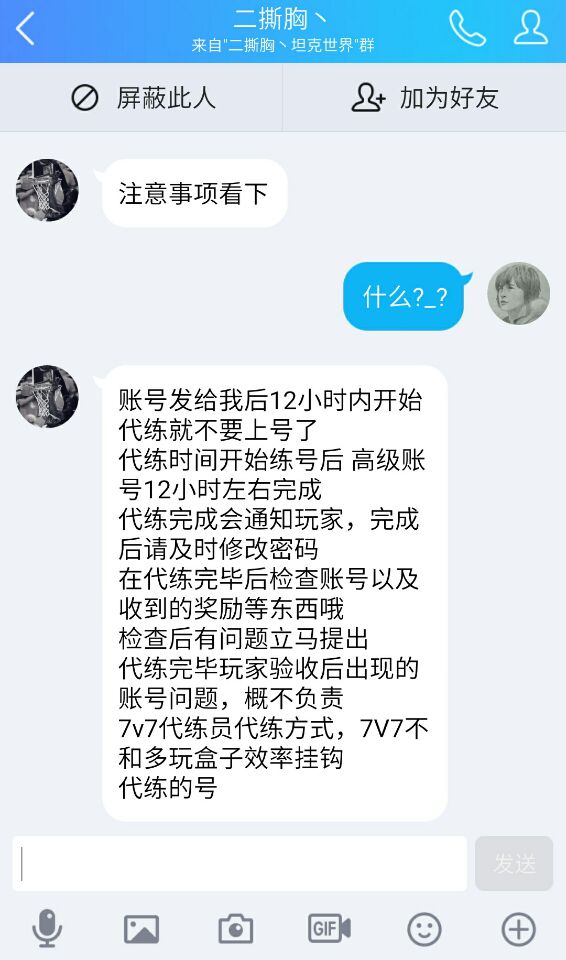 二撕胸丶
来自"二撕胸丶坦克世界"群
屏蔽此人
加为好友
注意事项看下
什么?_?
账号发给我后12小时内开始
代练就不要上号了
代练时间开始练号后 高级账
号12小时左右完成
代练完成会通知玩家，完成
后请及时修改密码
在代练完毕后检查账号以及
收到的奖励等东西哦
检查后有问题立马提出
代练完毕玩家验收后出现的
账号问题，概不负责
7v7代练员代练方式，7V7不
和多玩盒子效率挂钩
代练的号
发送
GIF